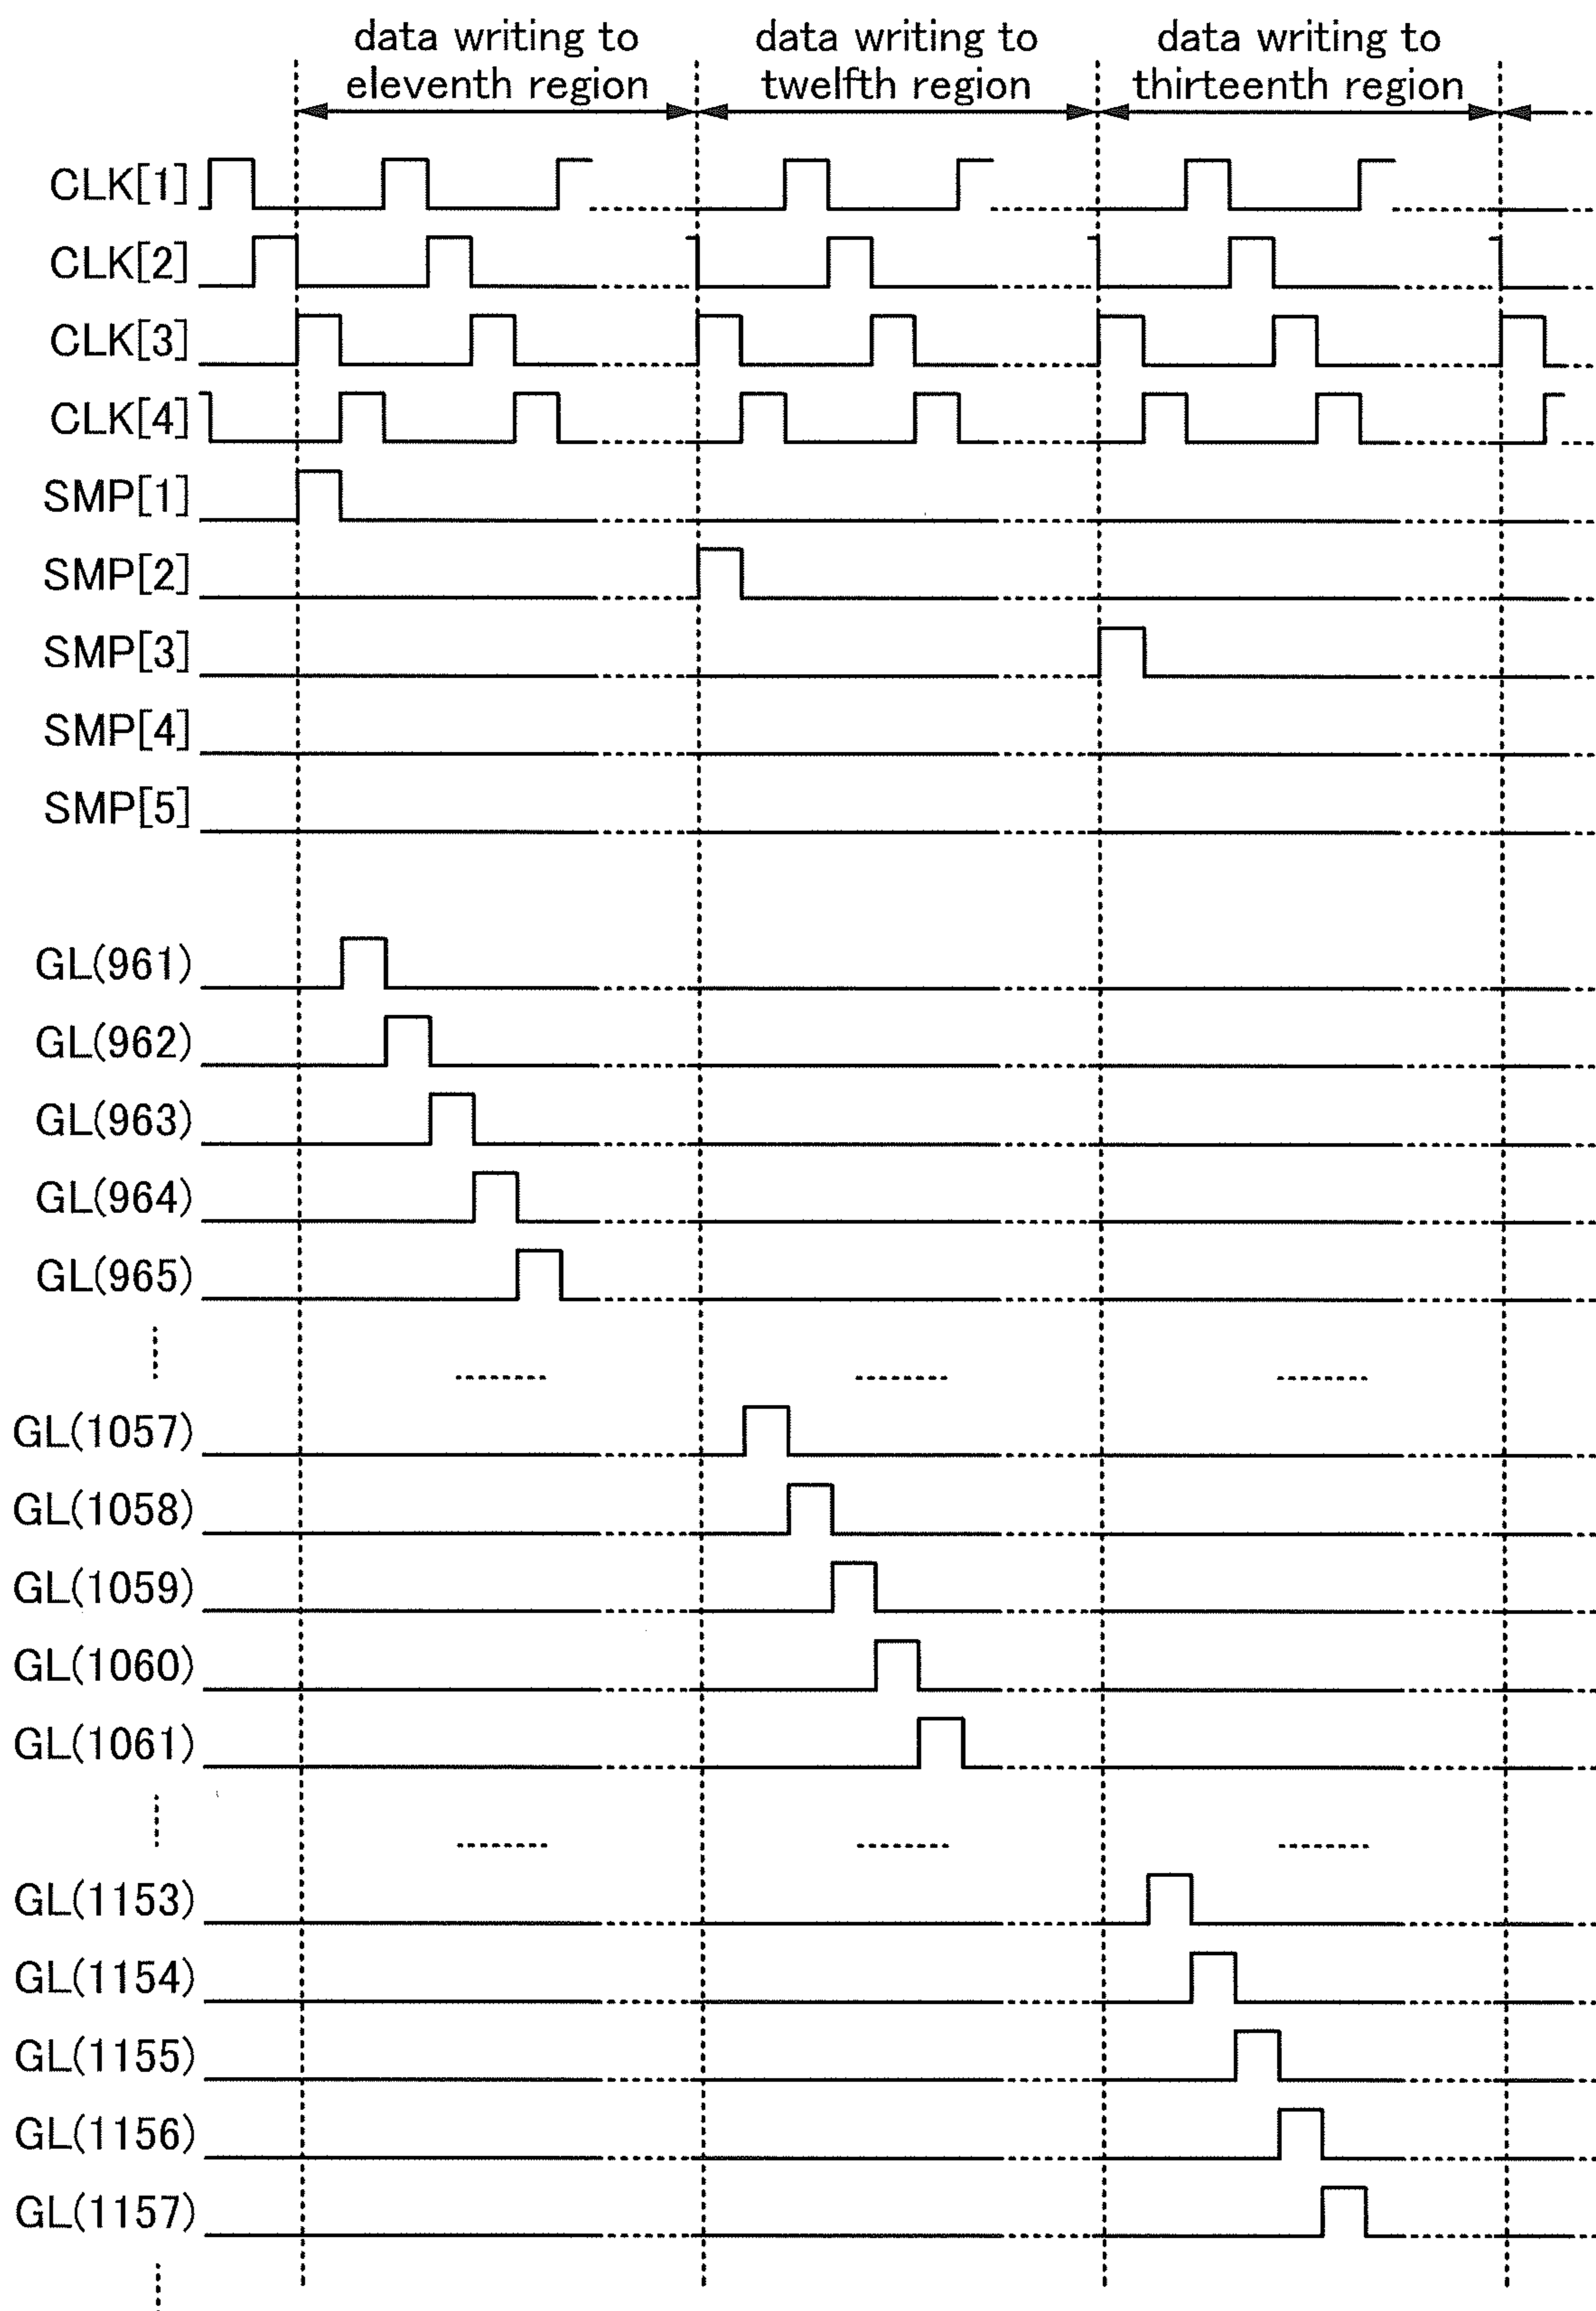 data writing to
eleventh region
data writing to
twelfth region
data writing to
thirteenth region
CLK[1]
CLK[2]
CLK[3]
CLK[4]
SMP[1]
SMP[2]
SMP[3]
SMP[4]
SMP[5]
GL(961)
GL(962)
GL(963)
GL(964)
GL(965)
GL(1057)
GL(1058)
GL(1059)
GL(1060)
GL(1061)
GL(1153)
GL(1154)
GL(1155)
GL(1156)
GL(1157)